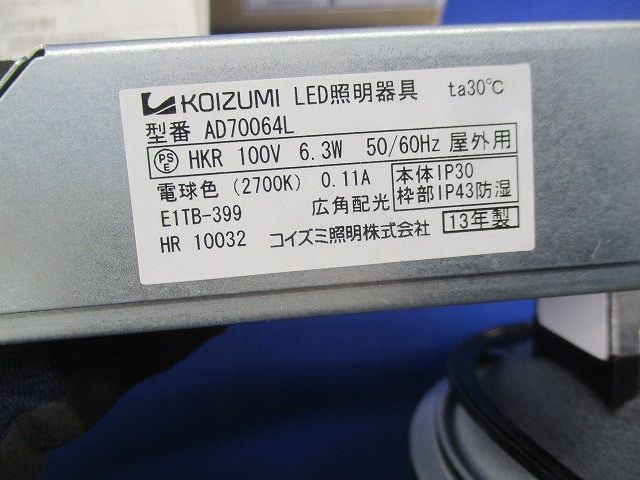 KOIZUMI LED照明器具 ta30℃
型番 AD70064L
PS E HKR 100V 6.3W 50/60Hz 屋外用
電球色 (2700K) 0.11A 本体IP30
E1TB-399 広角配光 枠部IP43防湿
HR 10032 コイズミ照明株式会社 13年製